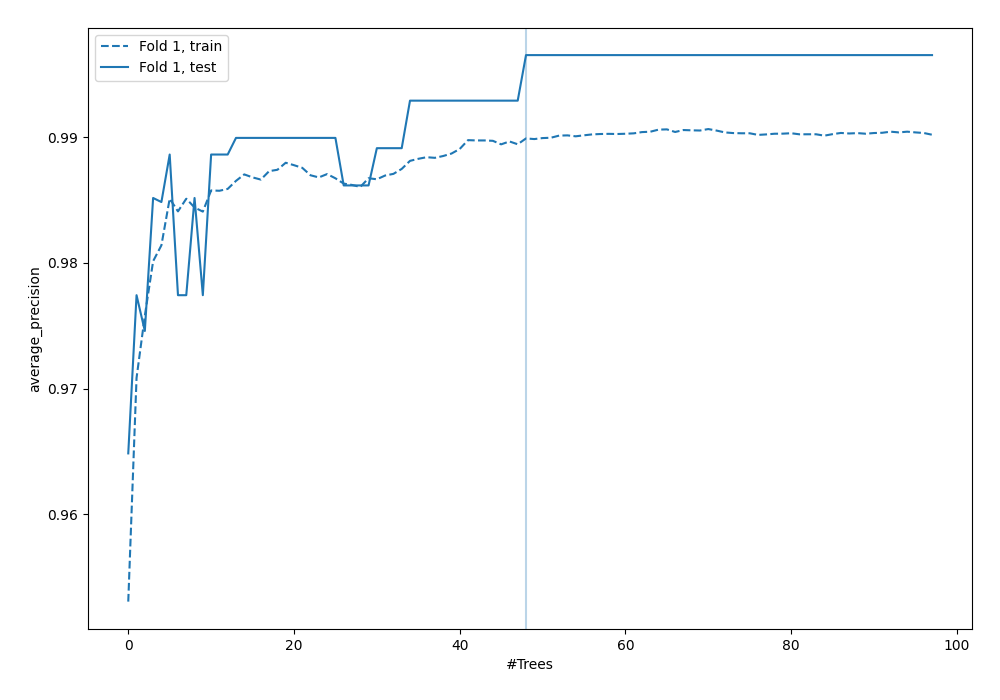 Fold 1, train
Fold 1, test
0.99
0.98
0.97
0.96
average_precision
0 20 40 60 80 100
#Trees